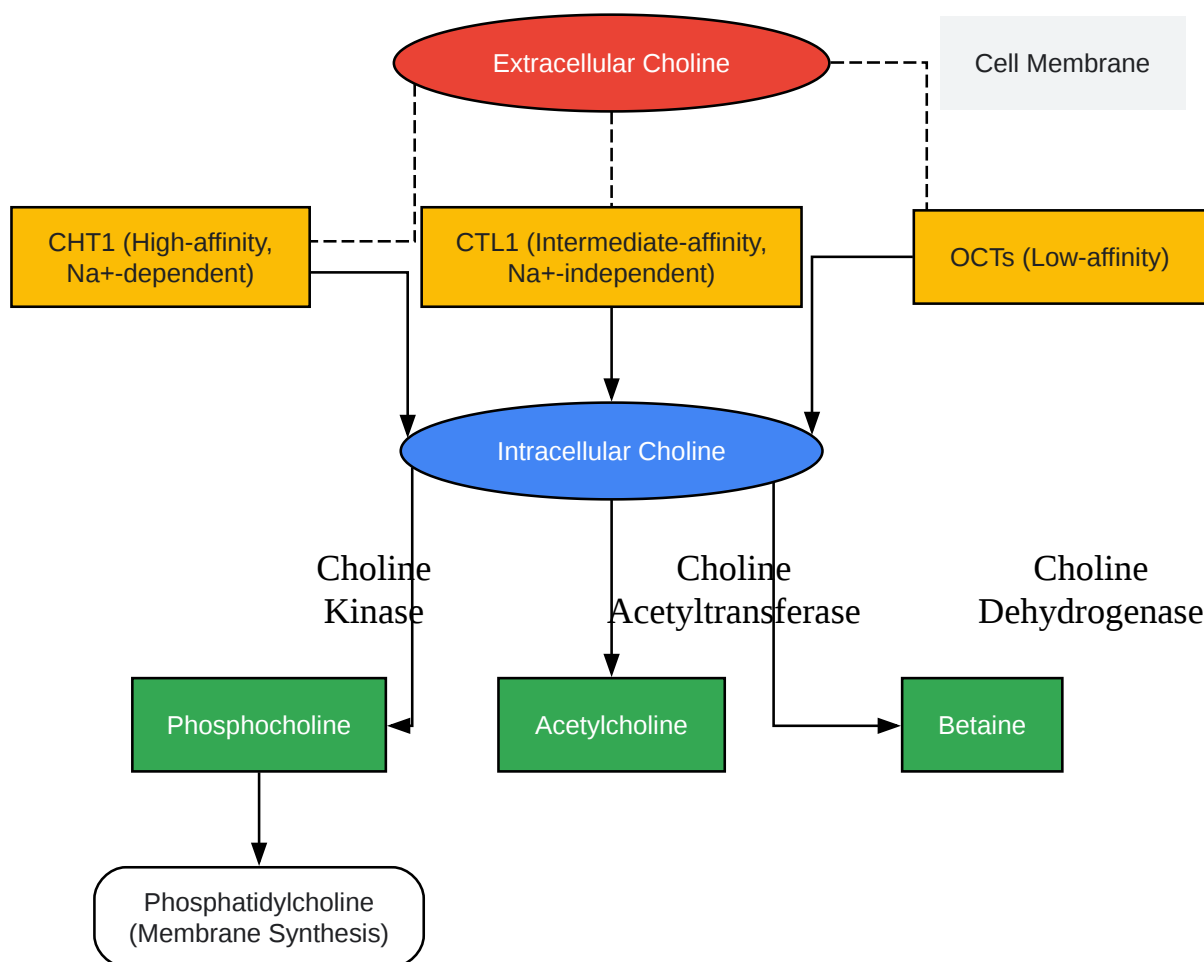 Extracellular Choline
Cell Membrane
CHT1 (High-affinity,
Na+-dependent)
CTL1 (Intermediate-affinity,
Na+-independent)
OCTs (Low-affinity)
Intracellular Choline
Choline
Kinase
Choline
Acetyltransferase
Choline
Dehydrogenase
Phosphocholine
Acetylcholine
Betaine
Phosphatidylcholine
(Membrane Synthesis)